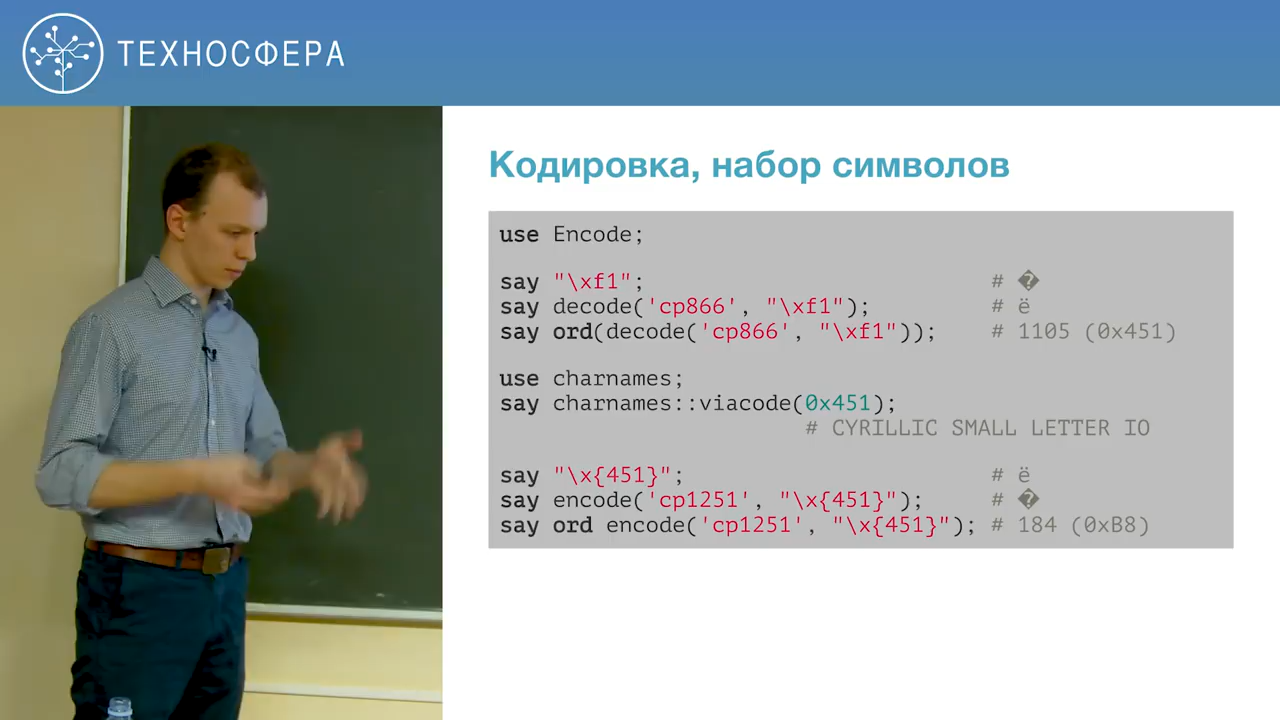 ТЕХНОСФЕРА
Кодировка, набор символов
use Encode;
say "\xf1"; # �
say decode('cp866', "\xf1"); # ё
say ord(decode('cp866', "\xf1")); # 1105 (0x451)
use charnames;
say charnames::viacode(0x451);
# CYRILLIC SMALL LETTER IO
say "\x{451}"; # ё
say encode('cp1251', "\x{451}"); # �
say ord encode('cp1251', "\x{451}"); # 184 (0xB8)